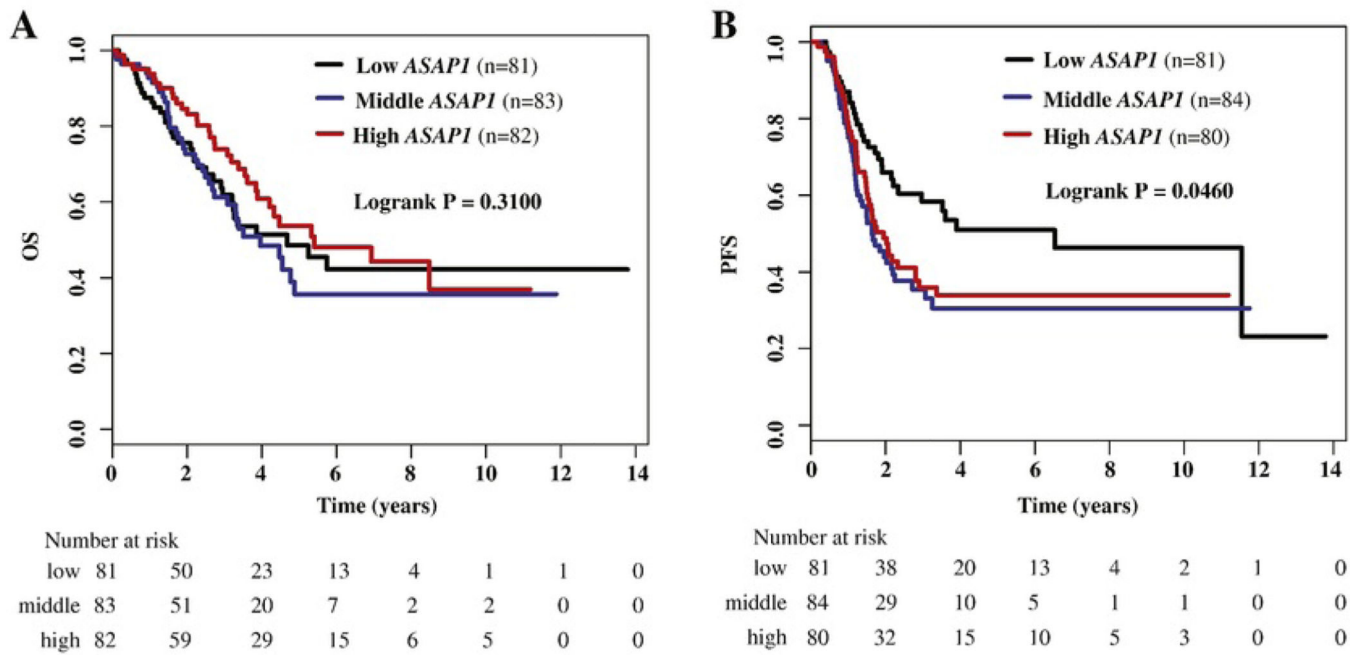 A
OS
1.0
0.8
0.6
0.4
0.2
0.0
Low ASAP1 (n=81)
Middle ASAP1 (n=83)
High ASAP1 (n=82)
Logrank P = 0.3100
0 2 4 6 8 10 12 14
Time (years)
Number at risk
low 81 50 23 13 4 1 1 0
middle 83 51 20 7 2 2 0 0
high 82 59 29 15 6 5 0 0
B
PFS
1.0
0.8
0.6
0.4
0.2
0.0
Low ASAP1 (n=81)
Middle ASAP1 (n=84)
High ASAP1 (n=80)
Logrank P = 0.0460
0 2 4 6 8 10 12 14
Time (years)
Number at risk
low 81 38 20 13 4 2 1 0
middle 84 29 10 5 1 1 0 0
high 80 32 15 10 5 3 0 0